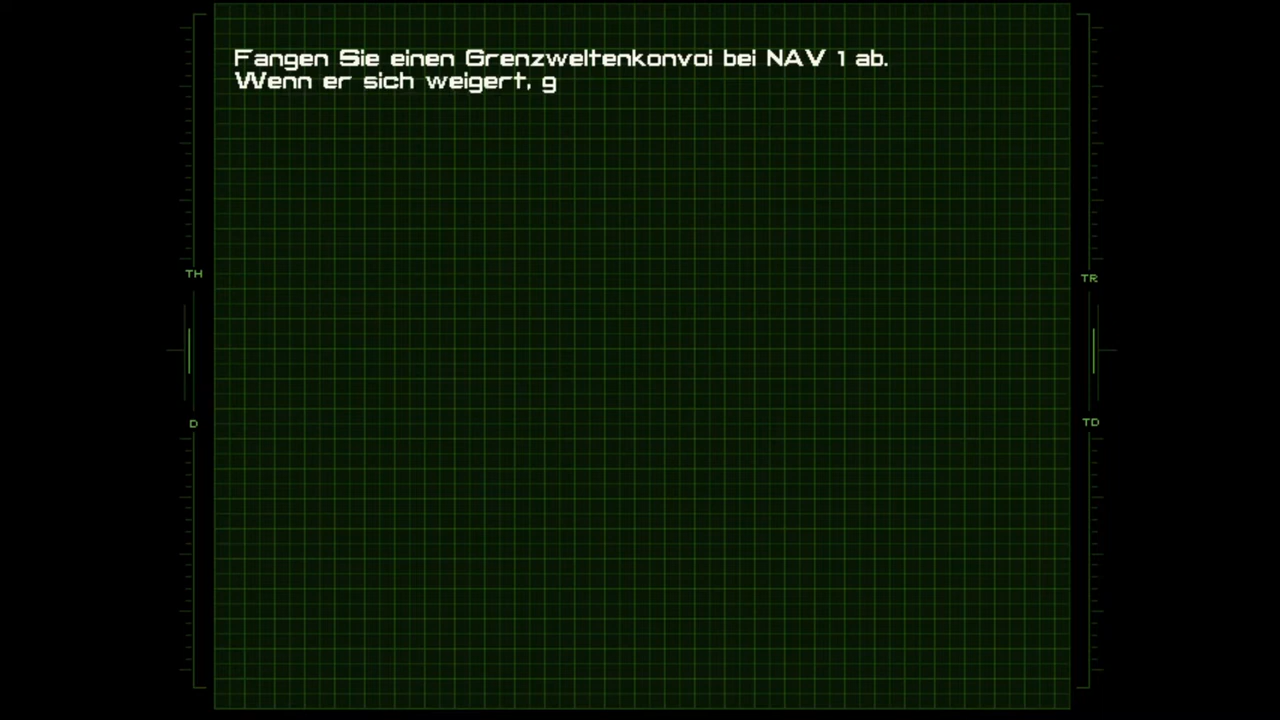 Fangen Sie einen Grenzweltenkonvoi bei NAV 1 ab.
Wenn er sich weigert, g
TH
TR
D
TD